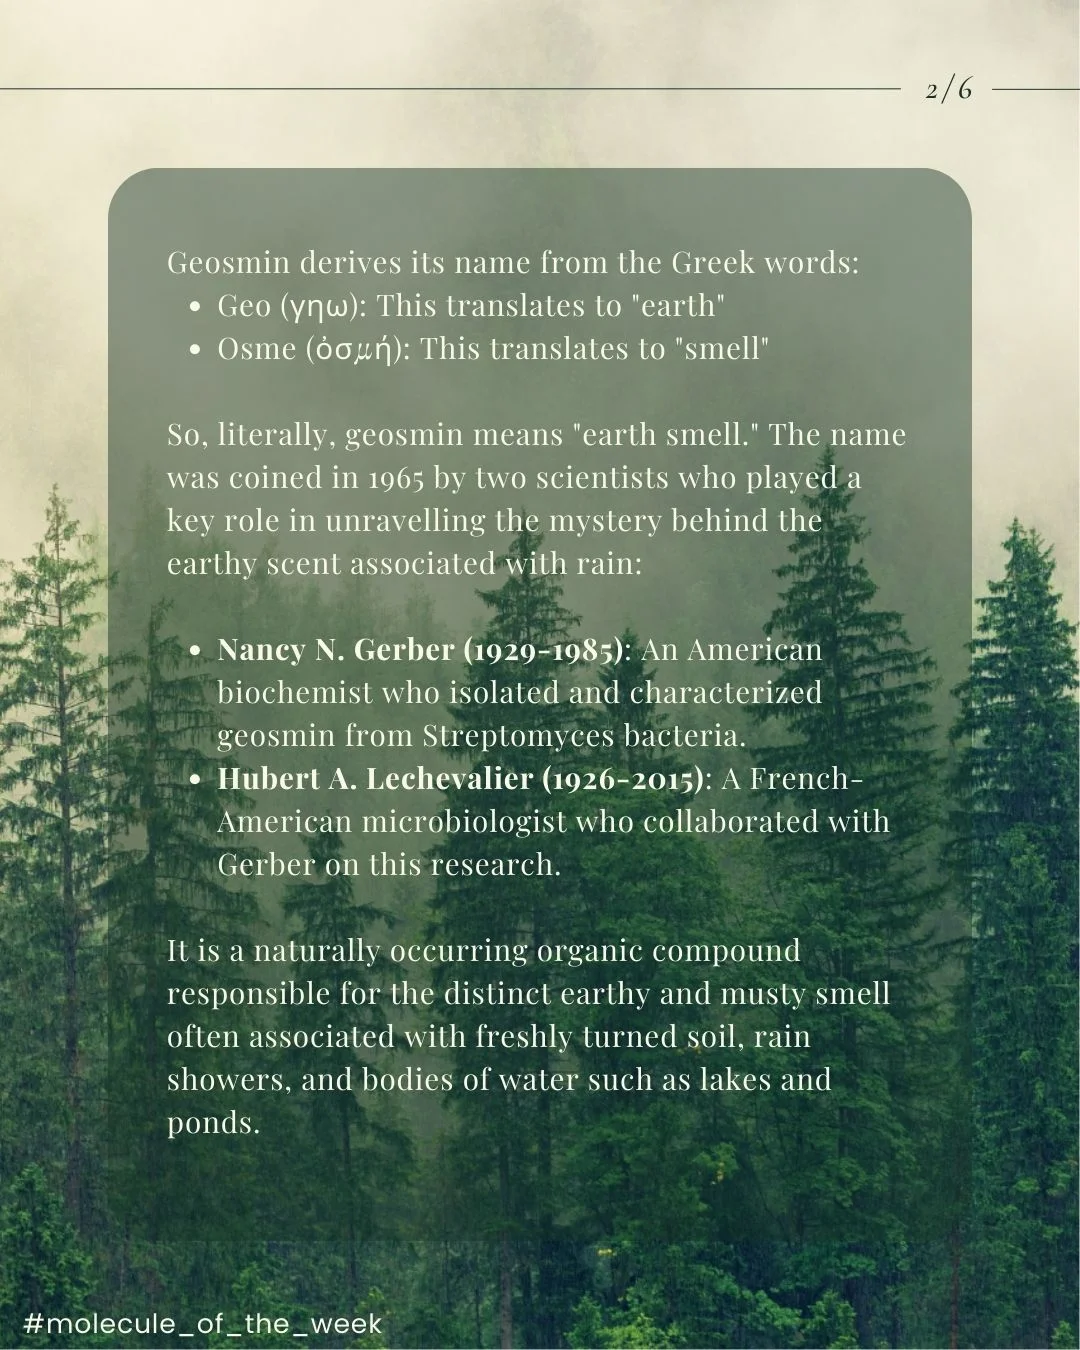 2/6
Geosmin derives its name from the Greek words:
• Geo (γηω): This translates to "earth"
• Osme (ὀσμή): This translates to "smell"
So, literally, geosmin means "earth smell." The name
was coined in 1965 by two scientists who played a
key role in unravelling the mystery behind the
earthy scent associated with rain:
• Nancy N. Gerber (1929-1985): An American
biochemist who isolated and characterized
geosmin from Streptomyces bacteria.
• Hubert A. Lechevalier (1926-2015): A French-
American microbiologist who collaborated with
Gerber on this research.
It is a naturally occurring organic compound
responsible for the distinct earthy and musty smell
often associated with freshly turned soil, rain
showers, and bodies of water such as lakes and
ponds.
#molecule_of_the_week